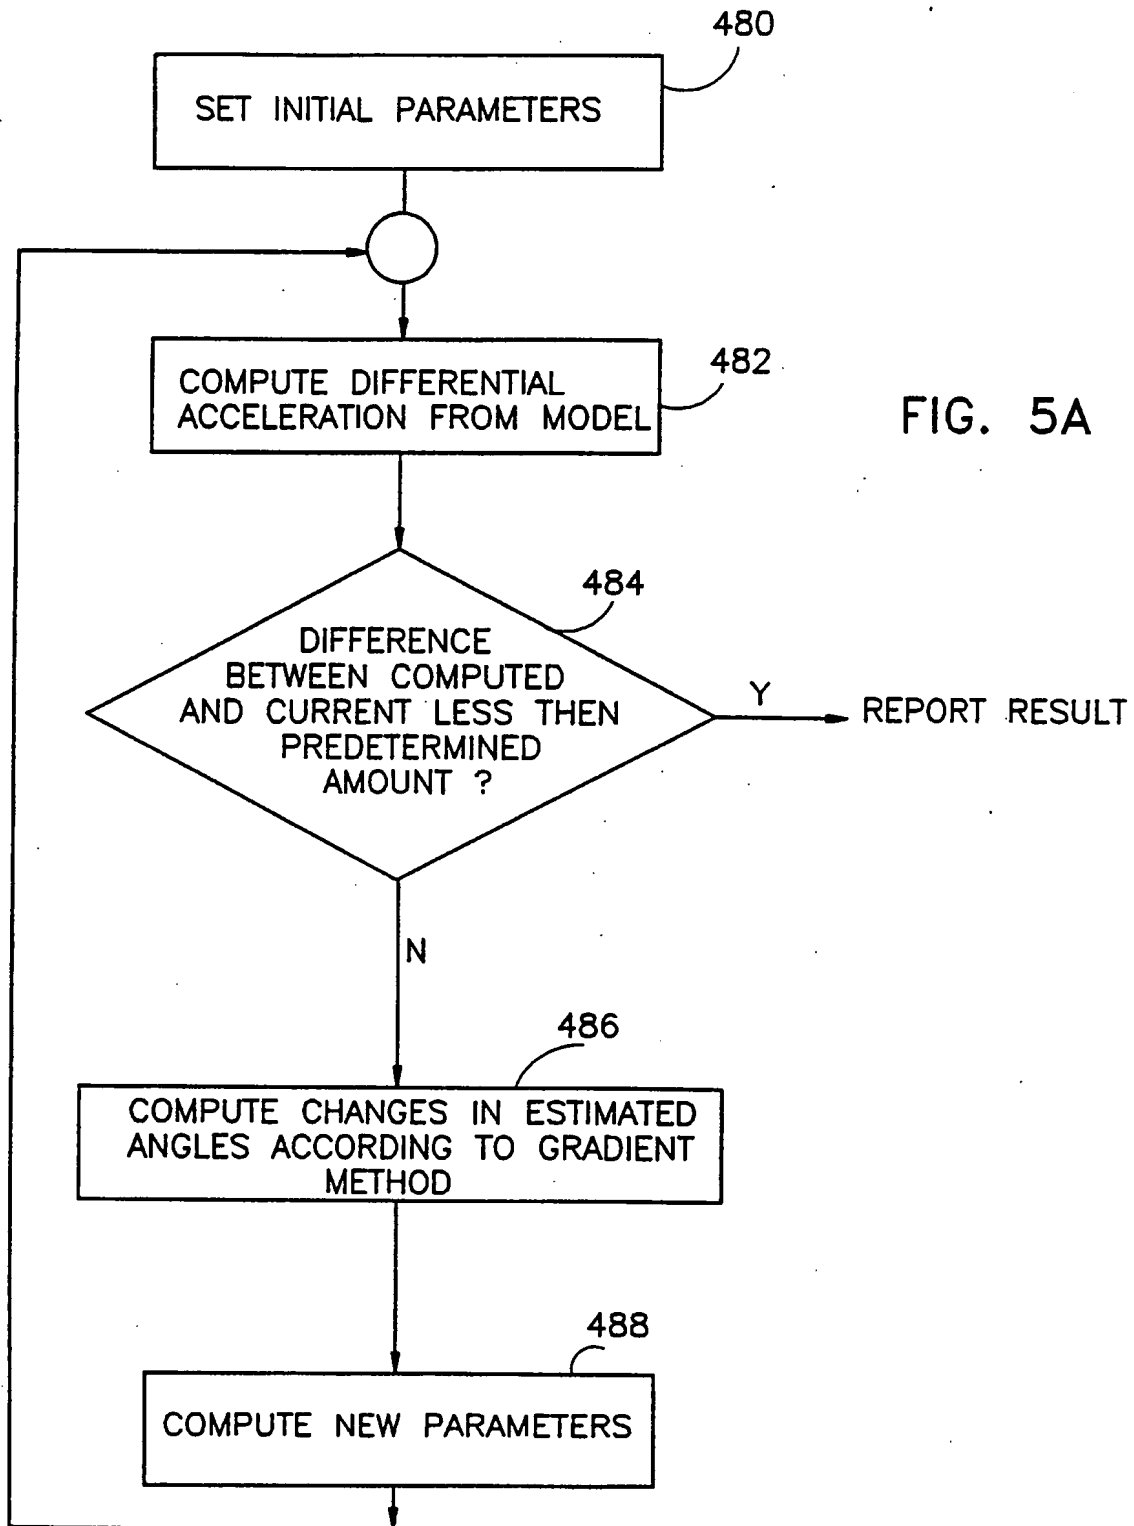 480
SET INITIAL PARAMETERS
482
COMPUTE DIFFERENTIAL
ACCELERATION FROM MODEL
FIG. 5A
484
DIFFERENCE
BETWEEN COMPUTED
AND CURRENT LESS THEN
PREDETERMINED
AMOUNT ?
Y
REPORT RESULT
N
486
COMPUTE CHANGES IN ESTIMATED
ANGLES ACCORDING TO GRADIENT
METHOD
488
COMPUTE NEW PARAMETERS